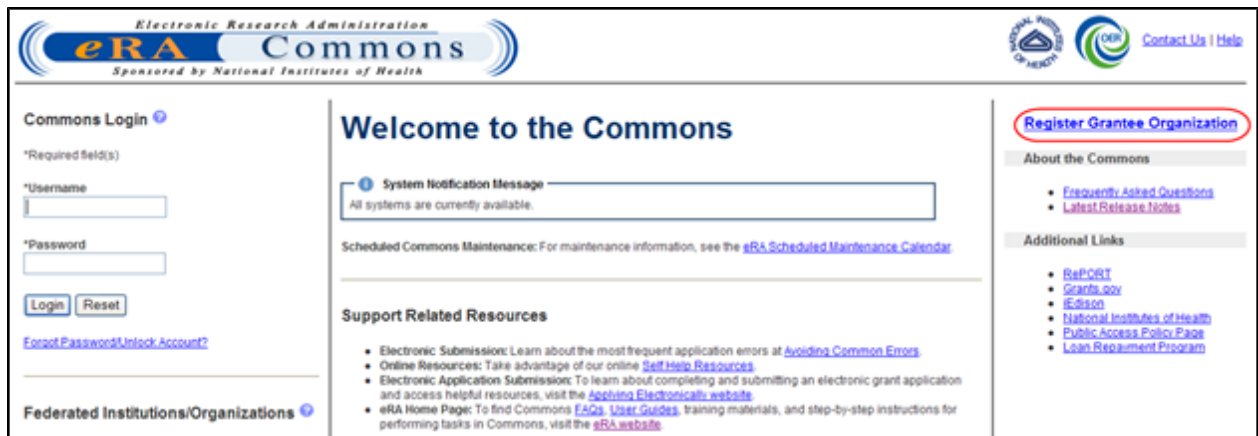 Electronic Research Administration
eRA Commons
Sponsored by National Institutes of Health
NATIONAL INSTITUTES OF HEALTH
OER
Contact Us | Help
Commons Login
*Required field(s)
*Username
*Password
Login Reset
Forgot Password/Unlock Account?
Federated Institutions/Organizations
Welcome to the Commons
System Notification Message
All systems are currently available.
Scheduled Commons Maintenance: For maintenance information, see the eRA Scheduled Maintenance Calendar.
Support Related Resources
• Electronic Submission: Learn about the most frequent application errors at Avoiding Common Errors.
• Online Resources: Take advantage of our online Self Help Resources.
• Electronic Application Submission: To learn about completing and submitting an electronic grant application
and access helpful resources, visit the Applying Electronically website.
• eRA Home Page: To find Commons FAQs, User Guides, training materials, and step-by-step instructions for
performing tasks in Commons, visit the eRA website.
Register Grantee Organization
About the Commons
• Frequently Asked Questions
• Latest Release Notes
Additional Links
• RePORT
• Grants.gov
• iEdison
• National Institutes of Health
• Public Access Policy Page
• Loan Repayment Program